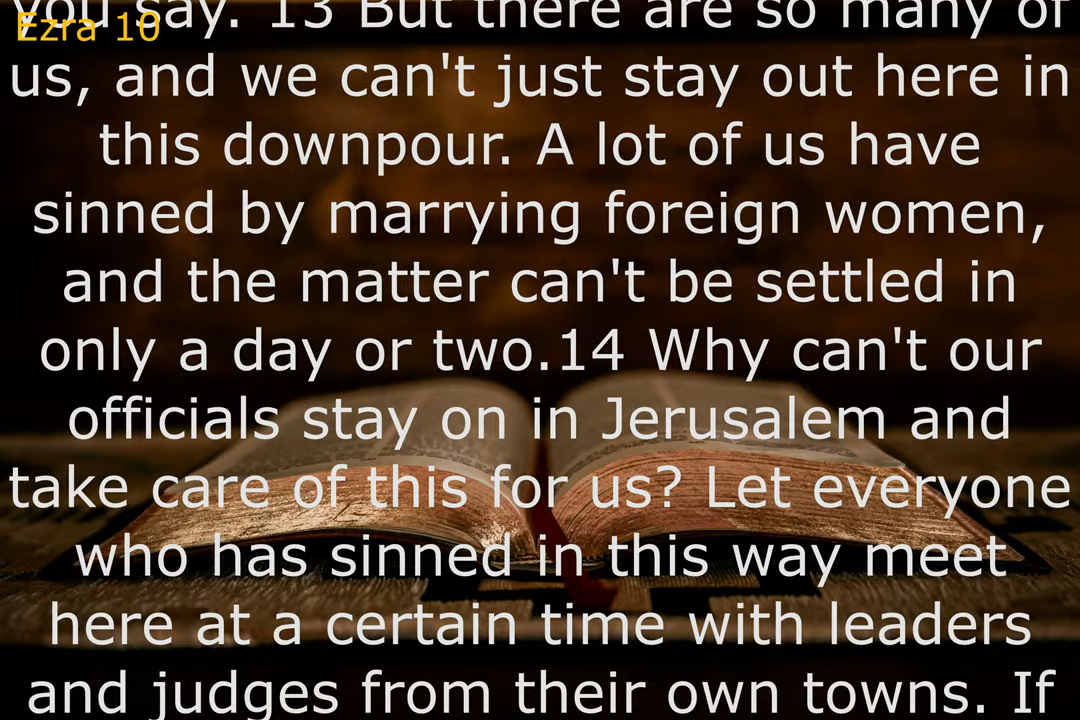 you say. 13 But there are so many of
Ezra 10
us, and we can't just stay out here in
this downpour. A lot of us have
sinned by marrying foreign women,
and the matter can't be settled in
only a day or two.14 Why can't our
officials stay on in Jerusalem and
take care of this for us? Let everyone
who has sinned in this way meet
here at a certain time with leaders
and judges from their own towns. If